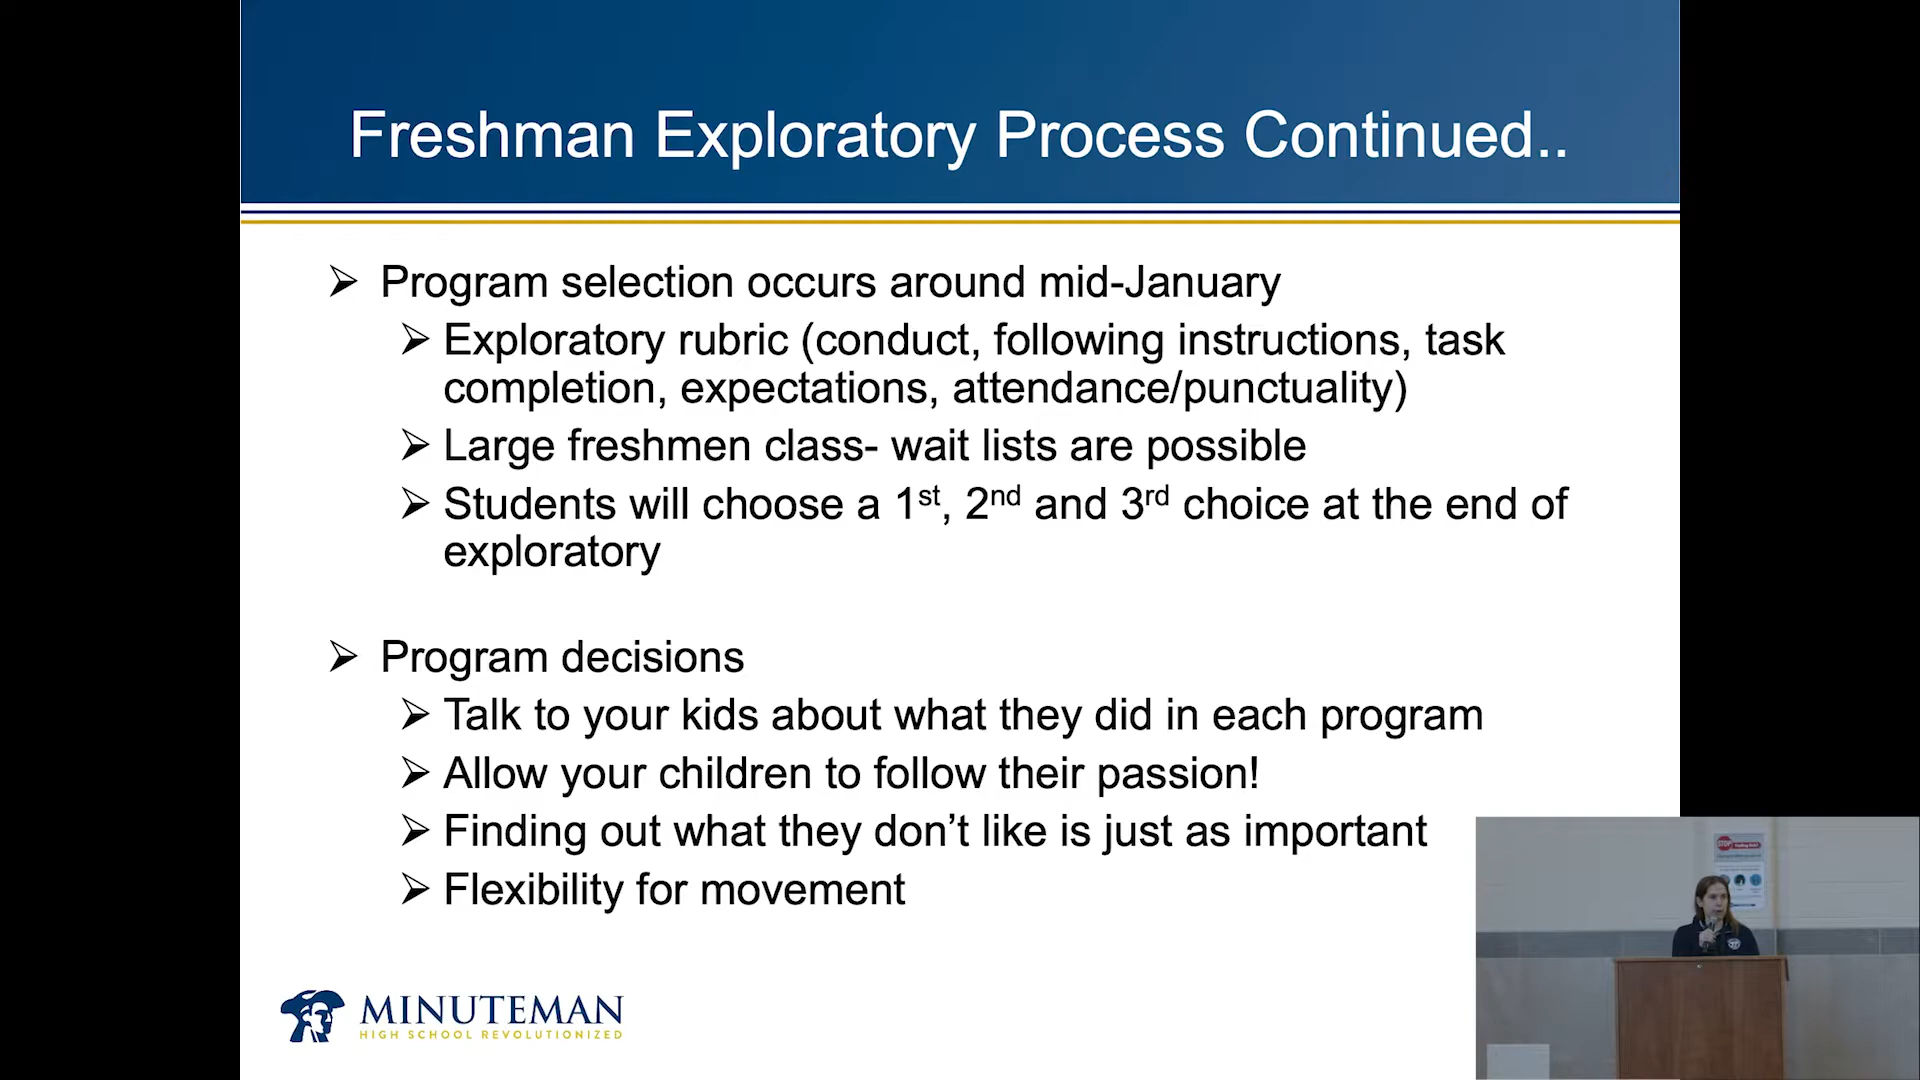 Freshman Exploratory Process Continued..
➢ Program selection occurs around mid-January
➢ Exploratory rubric (conduct, following instructions, task
completion, expectations, attendance/punctuality)
➢ Large freshmen class- wait lists are possible
➢ Students will choose a 1st, 2nd and 3rd choice at the end of
exploratory
➢ Program decisions
➢ Talk to your kids about what they did in each program
➢ Allow your children to follow their passion!
➢ Finding out what they don’t like is just as important
➢ Flexibility for movement
MINUTEMAN
HIGH SCHOOL REVOLUTIONIZED
STOP